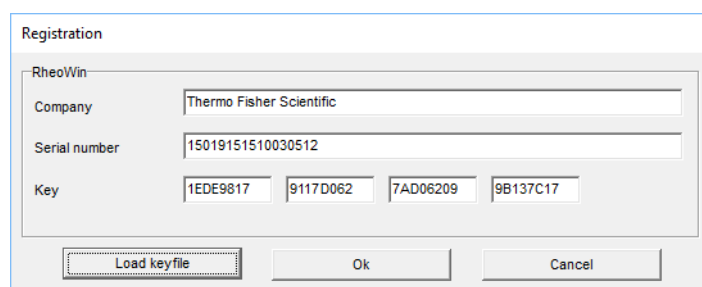 Registration
RheoWin
Company Thermo Fisher Scientific
Serial number 15019151510030512
Key 1EDE9817 9117D062 7AD06209 9B137C17
Load keyfile Ok Cancel